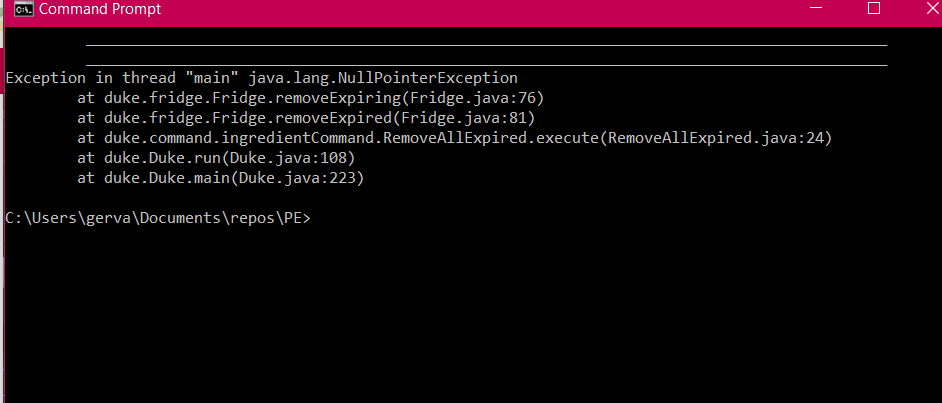 Command Prompt
Exception in thread "main" java.lang.NullPointerException
at duke.fridge.Fridge.removeExpiring(Fridge.java:76)
at duke.fridge.Fridge.removeExpired(Fridge.java:81)
at duke.command.ingredientCommand.RemoveAllExpired.execute(RemoveAllExpired.java:24)
at duke.Duke.run(Duke.java:108)
at duke.Duke.main(Duke.java:223)
C:\Users\gerva\Documents\repos\PE>